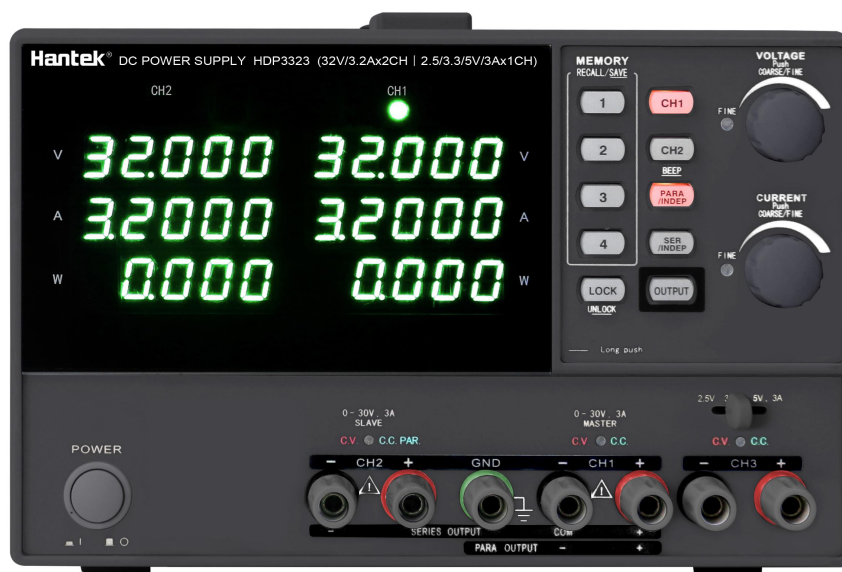 Hantek® DC POWER SUPPLY HDP3323 (32V/3.2Ax2CH | 2.5/3.3/5V/3Ax1CH)
CH2 CH1
V 32.000 32.000 V
A 3.2000 3.2000 A
W 0.000 0.000 W
MEMORY
RECALL/SAVE
1 CH1
2 CH2
BEEP
3 PARA/INDEP
4 SER/INDEP
LOCK OUTPUT
UNLOCK
Long push
VOLTAGE
Push
COARSE/FINE
FINE
CURRENT
Push
COARSE/FINE
FINE
POWER
I O
0-30V, 3A
SLAVE
C.V. C.C. PAR.
0-30V, 3A
MASTER
C.V. C.C.
2.5V 5V, 3A
C.V. C.C.
- CH2 + GND - CH1 + - CH3 +
- SERIES OUTPUT COM +
PARA OUTPUT - +